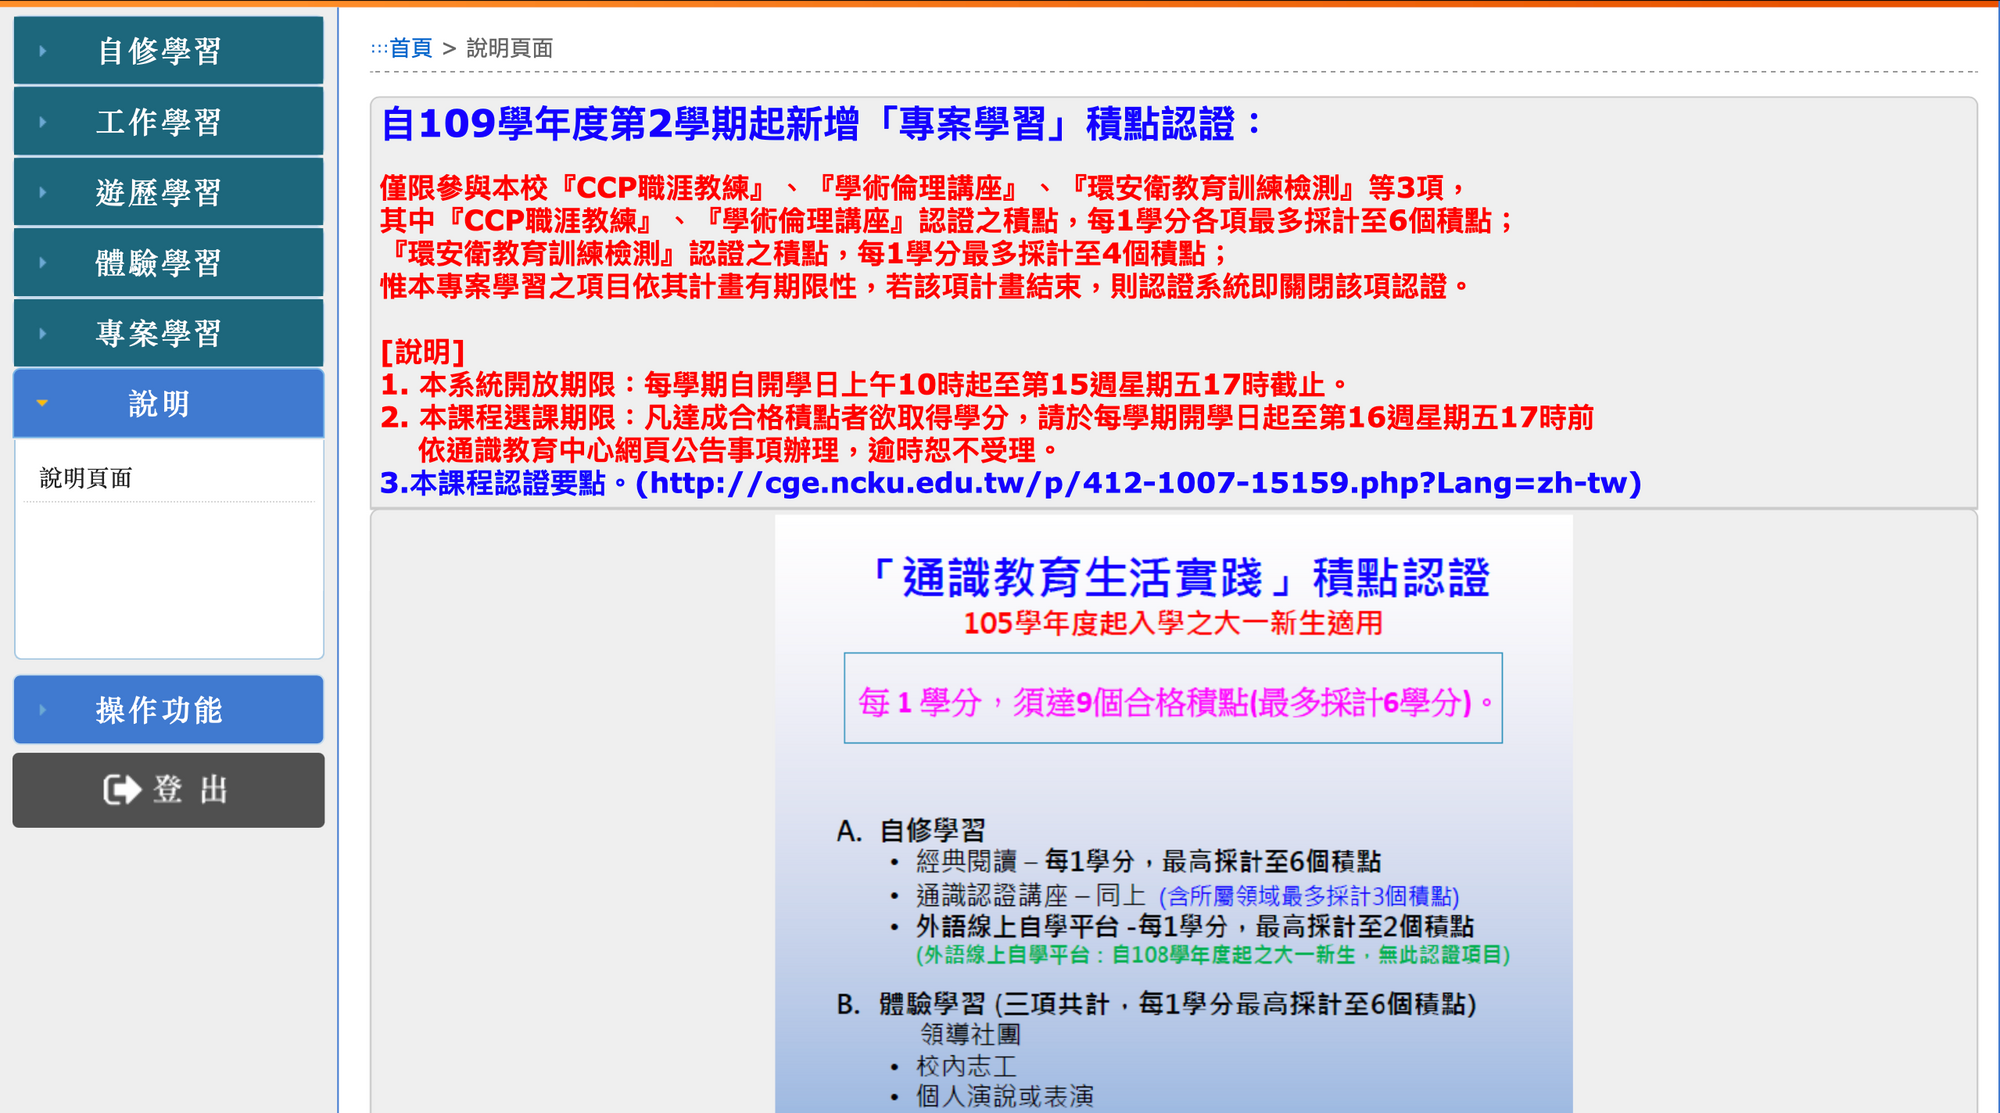 自修學習
工作學習
遊歷學習
體驗學習
專案學習
說明
說明頁面
操作功能
登 出
:::首頁 > 說明頁面
自109學年度第2學期起新增「專案學習」積點認證：
僅限參與本校『CCP職涯教練』、『學術倫理講座』、『環安衛教育訓練檢測』等3項，
其中『CCP職涯教練』、『學術倫理講座』認證之積點，每1學分各項最多採計至6個積點；
『環安衛教育訓練檢測』認證之積點，每1學分最多採計至4個積點；
惟本專案學習之項目依其計畫有期限性，若該項計畫結束，則認證系統即關閉該項認證。
[說明]
1. 本系統開放期限：每學期自開學日上午10時起至第15週星期五17時截止。
2. 本課程選課期限：凡達成合格積點者欲取得學分，請於每學期開學日起至第16週星期五17時前
依通識教育中心網頁公告事項辦理，逾時恕不受理。
3.本課程認證要點。(http://cge.ncku.edu.tw/p/412-1007-15159.php?Lang=zh-tw)
「通識教育生活實踐」積點認證
105學年度起入學之大一新生適用
每 1 學分，須達9個合格積點(最多採計6學分)。
A. 自修學習
• 經典閱讀 – 每1學分，最高採計至6個積點
• 通識認證講座 – 同上 (含所屬領域最多採計3個積點)
• 外語線上自學平台 -每1學分，最高採計至2個積點
(外語線上自學平台：自108學年度起之大一新生，無此認證項目)
B. 體驗學習 (三項共計，每1學分最高採計至6個積點)
領導社團
• 校內志工
• 個人演說或表演